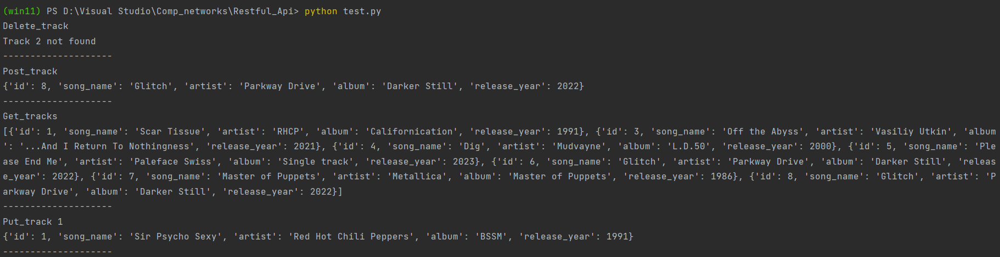 (win11) PS D:\Visual Studio\Comp_networks\Restful_Api> python test.py
Delete_track
Track 2 not found
--------------------
Post_track
{'id': 8, 'song_name': 'Glitch', 'artist': 'Parkway Drive', 'album': 'Darker Still', 'release_year': 2022}
--------------------
Get_tracks
[{'id': 1, 'song_name': 'Scar Tissue', 'artist': 'RHCP', 'album': 'Californication', 'release_year': 1991}, {'id': 3, 'song_name': 'Off the Abyss', 'artist': 'Vasiliy Utkin', 'album
': '...And I Return To Nothingness', 'release_year': 2021}, {'id': 4, 'song_name': 'Dig', 'artist': 'Mudvayne', 'album': 'L.D.50', 'release_year': 2000}, {'id': 5, 'song_name': 'Ple
ase End Me', 'artist': 'Paleface Swiss', 'album': 'Single track', 'release_year': 2023}, {'id': 6, 'song_name': 'Glitch', 'artist': 'Parkway Drive', 'album': 'Darker Still', 'releas
e_year': 2022}, {'id': 7, 'song_name': 'Master of Puppets', 'artist': 'Metallica', 'album': 'Master of Puppets', 'release_year': 1986}, {'id': 8, 'song_name': 'Glitch', 'artist': 'P
arkway Drive', 'album': 'Darker Still', 'release_year': 2022}]
--------------------
Put_track 1
{'id': 1, 'song_name': 'Sir Psycho Sexy', 'artist': 'Red Hot Chili Peppers', 'album': 'BSSM', 'release_year': 1991}
--------------------